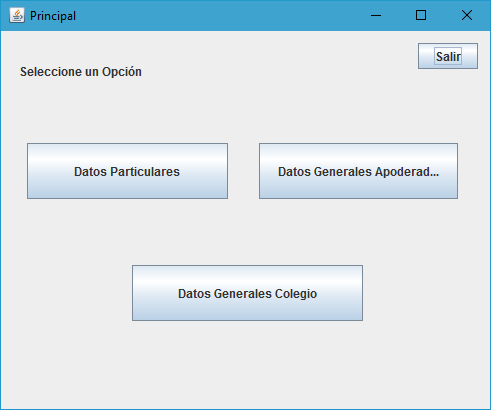 Principal
Salir
Seleccione un Opción
Datos Particulares
Datos Generales Apoderad...
Datos Generales Colegio